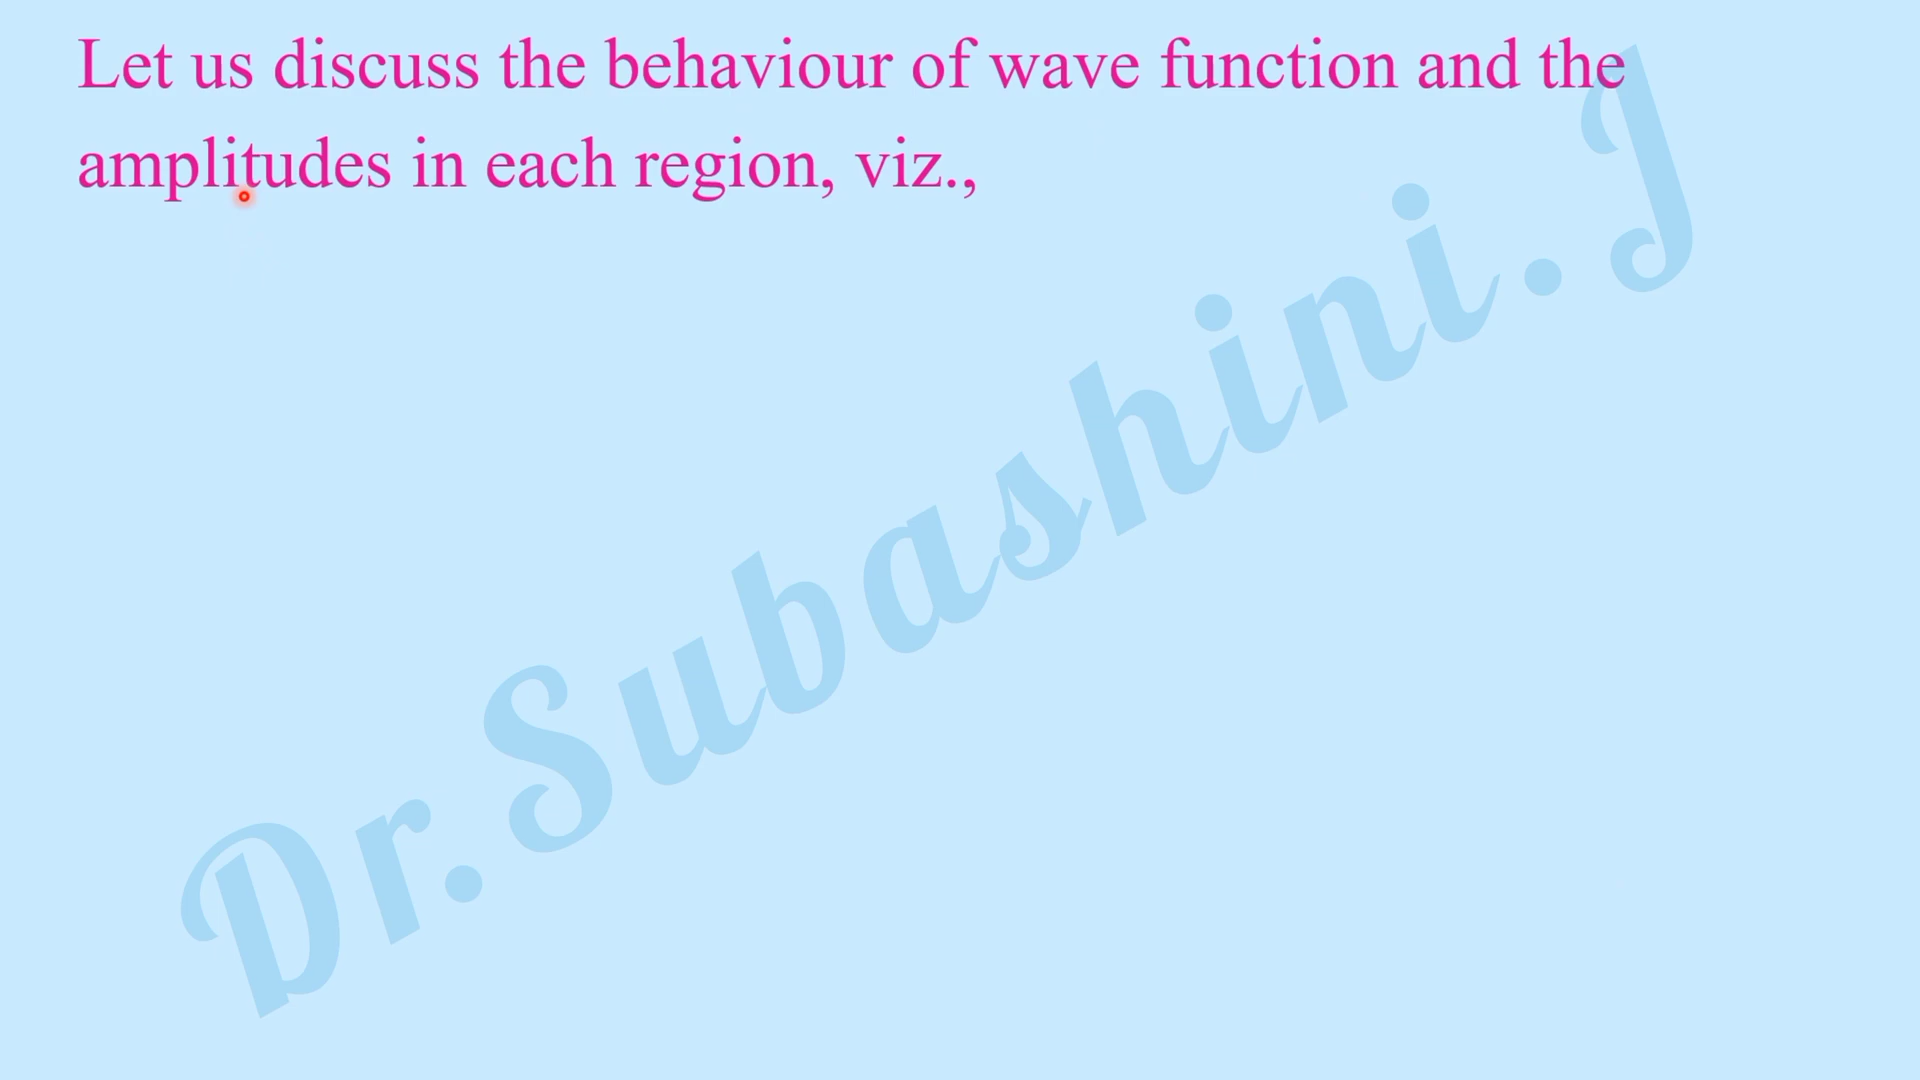 Let us discuss the behaviour of wave function and the
amplitudes in each region, viz.,
Dr. Subashini. J